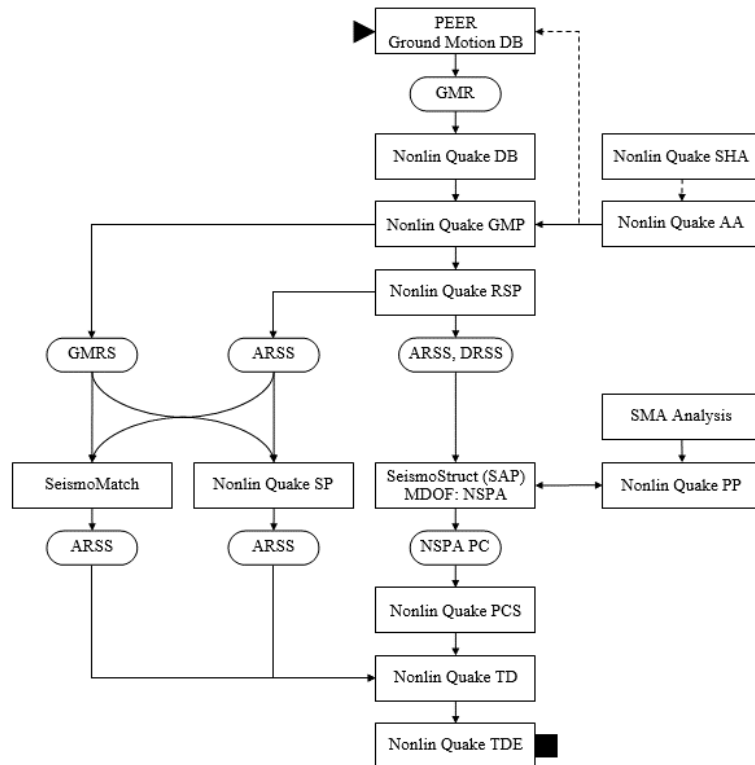 PEER
Ground Motion DB
GMR
Nonlin Quake DB
Nonlin Quake SHA
Nonlin Quake GMP
Nonlin Quake AA
Nonlin Quake RSP
GMRS
ARSS
ARSS, DRSS
SMA Analysis
SeismoMatch
Nonlin Quake SP
SeismoStruct (SAP)
MDOF: NSPA
Nonlin Quake PP
ARSS
ARSS
NSPA PC
Nonlin Quake PCS
Nonlin Quake TD
Nonlin Quake TDE